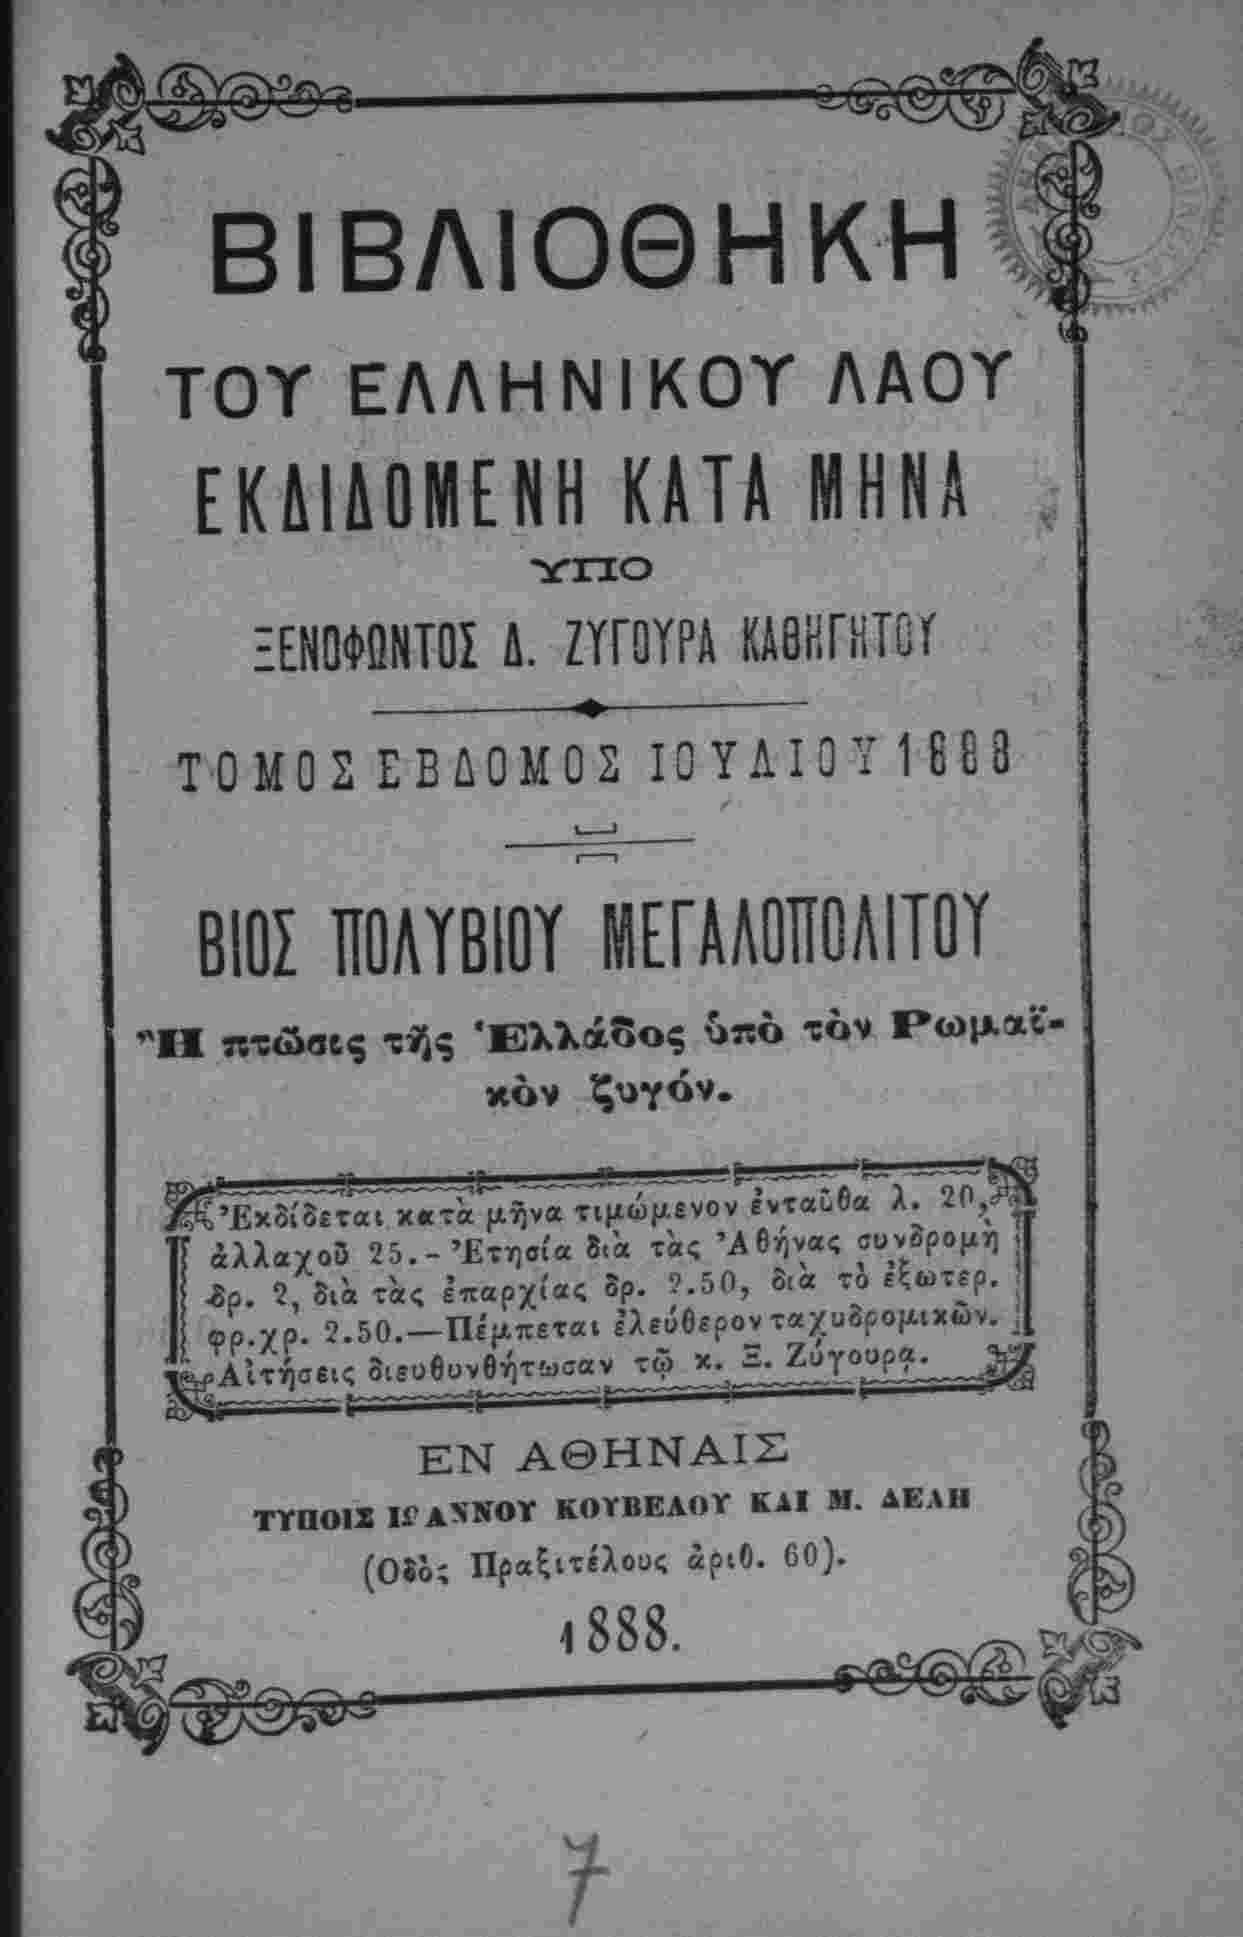 ΒΙΒΛΙΟΘΗΚΗ
ΤΟΥ ΕΛΛΗΝΙΚΟΥ ΛΑΟΥ
ΕΚΔΙΔΟΜΕΝΗ ΚΑΤΑ ΜΗΝΑ
ΥΠΟ
ΞΕΝΟΦΩΝΤΟΣ Δ. ΖΥΓΟΥΡΑ ΚΑΘΗΓΗΤΟΥ
ΤΟΜΟΣ ΕΒΔΟΜΟΣ ΙΟΥΛΙΟΥ 1888
ΒΙΟΣ ΠΟΛΥΒΙΟΥ ΜΕΓΑΛΟΠΟΛΙΤΟΥ
Ἡ πτῶσις τῆς Ἑλλάδος ὑπὸ τὸν Ρωμαϊ-
κὸν ζυγόν.
Ἐκδίδεται κατὰ μῆνα τιμώμενον ἐνταῦθα λ. 20,
ἀλλαχοῦ 25.- Ἐτησία διὰ τὰς Ἀθήνας συνδρομὴ
δρ. 2, διὰ τὰς ἐπαρχίας δρ. 2.50, διὰ τὸ ἐξωτερ.
φρ.χρ. 2.50.—Πέμπεται ἐλεύθερον ταχυδρομικῶν.
Αἰτήσεις διευθυνθήτωσαν τῷ κ. Ξ. Ζύγουρᾳ.
ΕΝ ΑΘΗΝΑΙΣ
ΤΥΠΟΙΣ ΙΩΑΝΝΟΥ ΚΟΥΒΕΛΟΥ ΚΑΙ Μ. ΔΕΛΗ
(Οδὸς Πραξιτέλους ἀριθ. 60).
1888.
7